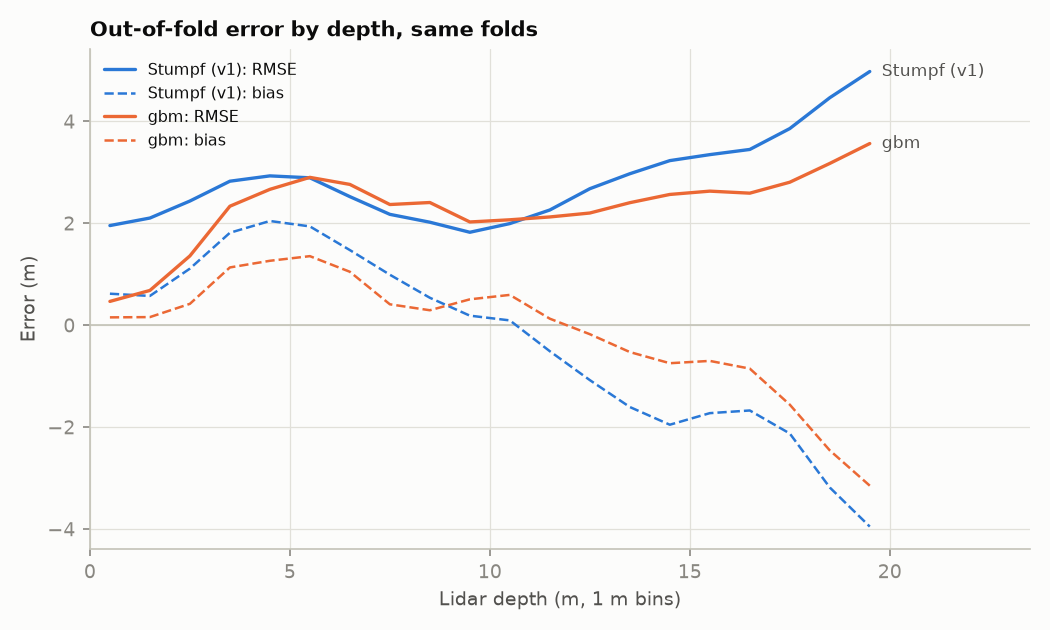 Out-of-fold error by depth, same folds
Stumpf (v1): RMSE
Stumpf (v1): bias
gbm: RMSE
gbm: bias
Stumpf (v1)
gbm
4
2
0
−2
−4
Error (m)
0 5 10 15 20
Lidar depth (m, 1 m bins)